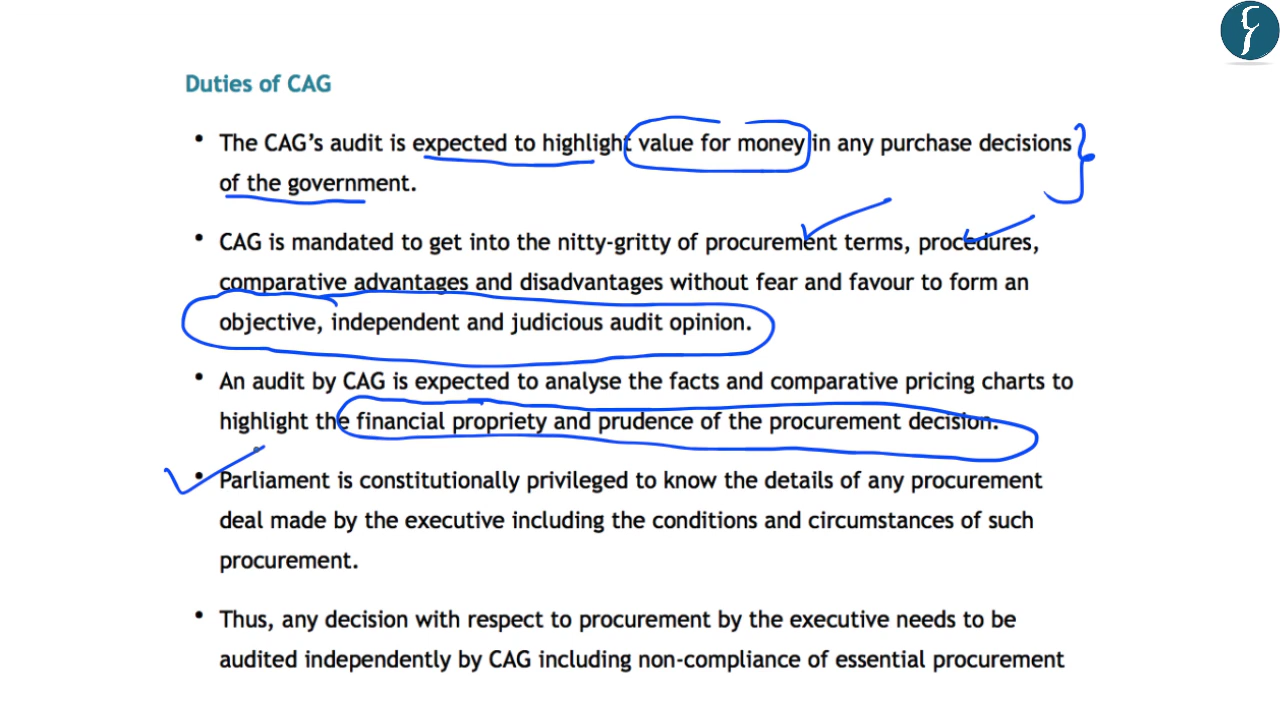 Duties of CAG
• The CAG's audit is expected to highlight value for money in any purchase decisions
of the government.
• CAG is mandated to get into the nitty-gritty of procurement terms, procedures,
comparative advantages and disadvantages without fear and favour to form an
objective, independent and judicious audit opinion.
• An audit by CAG is expected to analyse the facts and comparative pricing charts to
highlight the financial propriety and prudence of the procurement decision.
• Parliament is constitutionally privileged to know the details of any procurement
deal made by the executive including the conditions and circumstances of such
procurement.
• Thus, any decision with respect to procurement by the executive needs to be
audited independently by CAG including non-compliance of essential procurement